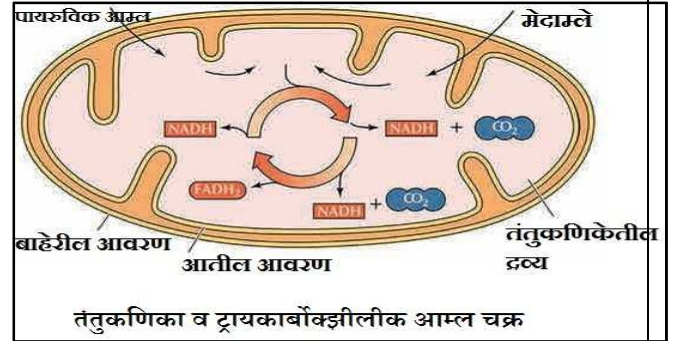 पायरुविक आम्ल
मेदाम्ले
NADH
NADH + CO₂
FADH₂
NADH + CO₂
बाहेरील आवरण
आतील आवरण
तंतुकणिकेतील
द्रव्य
तंतुकणिका व ट्रायकार्बोक्झीलीक आम्ल चक्र